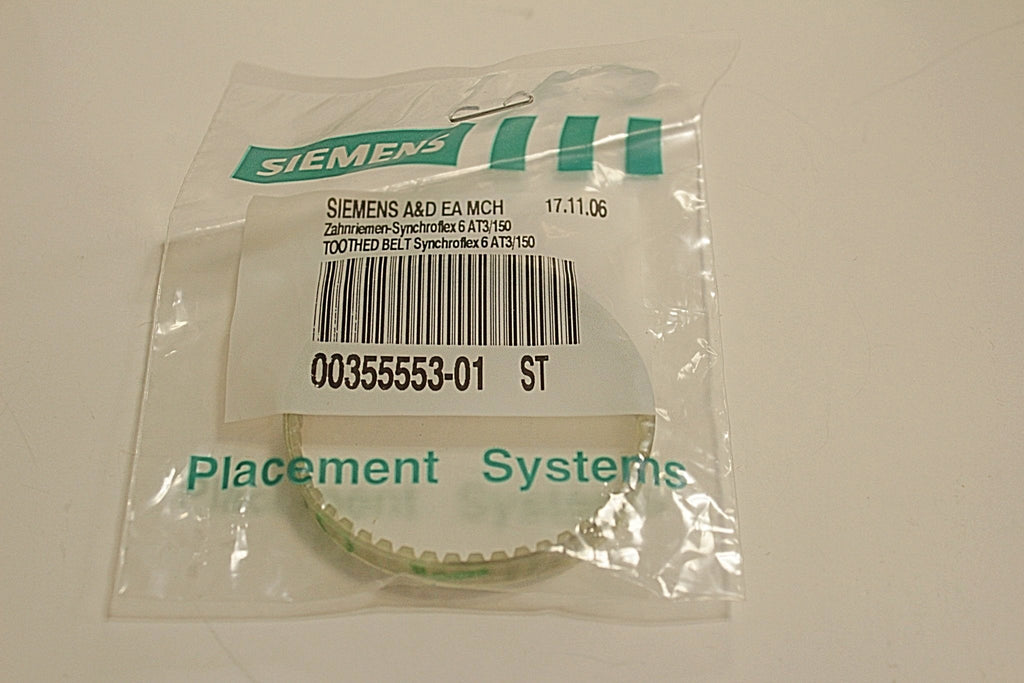 SIEMENS
SIEMENS A&D EA MCH 17.11.06
Zahnriemen-Synchroflex 6 AT3/150
TOOTHED BELT Synchroflex 6 AT3/150
00355553-01 ST
Placement Systems